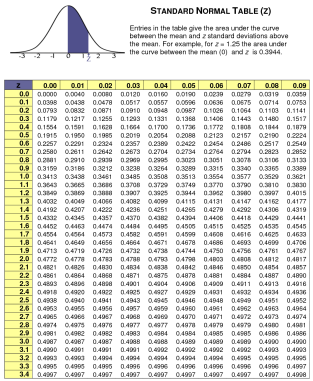 STANDARD NORMAL TABLE (Z)
Entries in the table give the area under the curve
between the mean and z standard deviations above
the mean. For example, for z = 1.25 the area under
the curve between the mean (0) and z is 0.3944.
-3 -2 -1 0 1 z 2 3
z 0.00 0.01 0.02 0.03 0.04 0.05 0.06 0.07 0.08 0.09
0.0 0.0000 0.0040 0.0080 0.0120 0.0160 0.0190 0.0239 0.0279 0.0319 0.0359
0.1 0.0398 0.0438 0.0478 0.0517 0.0557 0.0596 0.0636 0.0675 0.0714 0.0753
0.2 0.0793 0.0832 0.0871 0.0910 0.0948 0.0987 0.1026 0.1064 0.1103 0.1141
0.3 0.1179 0.1217 0.1255 0.1293 0.1331 0.1368 0.1406 0.1443 0.1480 0.1517
0.4 0.1554 0.1591 0.1628 0.1664 0.1700 0.1736 0.1772 0.1808 0.1844 0.1879
0.5 0.1915 0.1950 0.1985 0.2019 0.2054 0.2088 0.2123 0.2157 0.2190 0.2224
0.6 0.2257 0.2291 0.2324 0.2357 0.2389 0.2422 0.2454 0.2486 0.2517 0.2549
0.7 0.2580 0.2611 0.2642 0.2673 0.2704 0.2734 0.2764 0.2794 0.2823 0.2852
0.8 0.2881 0.2910 0.2939 0.2969 0.2995 0.3023 0.3051 0.3078 0.3106 0.3133
0.9 0.3159 0.3186 0.3212 0.3238 0.3264 0.3289 0.3315 0.3340 0.3365 0.3389
1.0 0.3413 0.3438 0.3461 0.3485 0.3508 0.3513 0.3554 0.3577 0.3529 0.3621
1.1 0.3643 0.3665 0.3686 0.3708 0.3729 0.3749 0.3770 0.3790 0.3810 0.3830
1.2 0.3849 0.3869 0.3888 0.3907 0.3925 0.3944 0.3962 0.3980 0.3997 0.4015
1.3 0.4032 0.4049 0.4066 0.4082 0.4099 0.4115 0.4131 0.4147 0.4162 0.4177
1.4 0.4192 0.4207 0.4222 0.4236 0.4251 0.4265 0.4279 0.4292 0.4306 0.4319
1.5 0.4332 0.4345 0.4357 0.4370 0.4382 0.4394 0.4406 0.4418 0.4429 0.4441
1.6 0.4452 0.4463 0.4474 0.4484 0.4495 0.4505 0.4515 0.4525 0.4535 0.4545
1.7 0.4554 0.4564 0.4573 0.4582 0.4591 0.4599 0.4608 0.4616 0.4625 0.4633
1.8 0.4641 0.4649 0.4656 0.4664 0.4671 0.4678 0.4686 0.4693 0.4699 0.4706
1.9 0.4713 0.4719 0.4726 0.4732 0.4738 0.4744 0.4750 0.4756 0.4761 0.4767
2.0 0.4772 0.4778 0.4783 0.4788 0.4793 0.4798 0.4803 0.4808 0.4812 0.4817
2.1 0.4821 0.4826 0.4830 0.4834 0.4838 0.4842 0.4846 0.4850 0.4854 0.4857
2.2 0.4861 0.4864 0.4868 0.4871 0.4875 0.4878 0.4881 0.4884 0.4887 0.4890
2.3 0.4893 0.4896 0.4898 0.4901 0.4904 0.4906 0.4909 0.4911 0.4913 0.4916
2.4 0.4918 0.4920 0.4922 0.4925 0.4927 0.4929 0.4931 0.4932 0.4934 0.4936
2.5 0.4938 0.4940 0.4941 0.4943 0.4945 0.4946 0.4948 0.4949 0.4951 0.4952
2.6 0.4953 0.4955 0.4956 0.4957 0.4959 0.4960 0.4961 0.4962 0.4963 0.4964
2.7 0.4965 0.4966 0.4967 0.4968 0.4969 0.4970 0.4971 0.4972 0.4973 0.4974
2.8 0.4974 0.4975 0.4976 0.4977 0.4977 0.4978 0.4979 0.4979 0.4980 0.4981
2.9 0.4981 0.4982 0.4982 0.4983 0.4984 0.4984 0.4985 0.4985 0.4986 0.4986
3.0 0.4987 0.4987 0.4987 0.4988 0.4988 0.4989 0.4989 0.4989 0.4990 0.4990
3.1 0.4990 0.4991 0.4991 0.4991 0.4992 0.4992 0.4992 0.4992 0.4993 0.4993
3.2 0.4993 0.4993 0.4994 0.4994 0.4994 0.4994 0.4994 0.4995 0.4995 0.4995
3.3 0.4995 0.4995 0.4995 0.4996 0.4996 0.4996 0.4996 0.4996 0.4996 0.4997
3.4 0.4997 0.4997 0.4997 0.4997 0.4997 0.4997 0.4997 0.4997 0.4997 0.4998